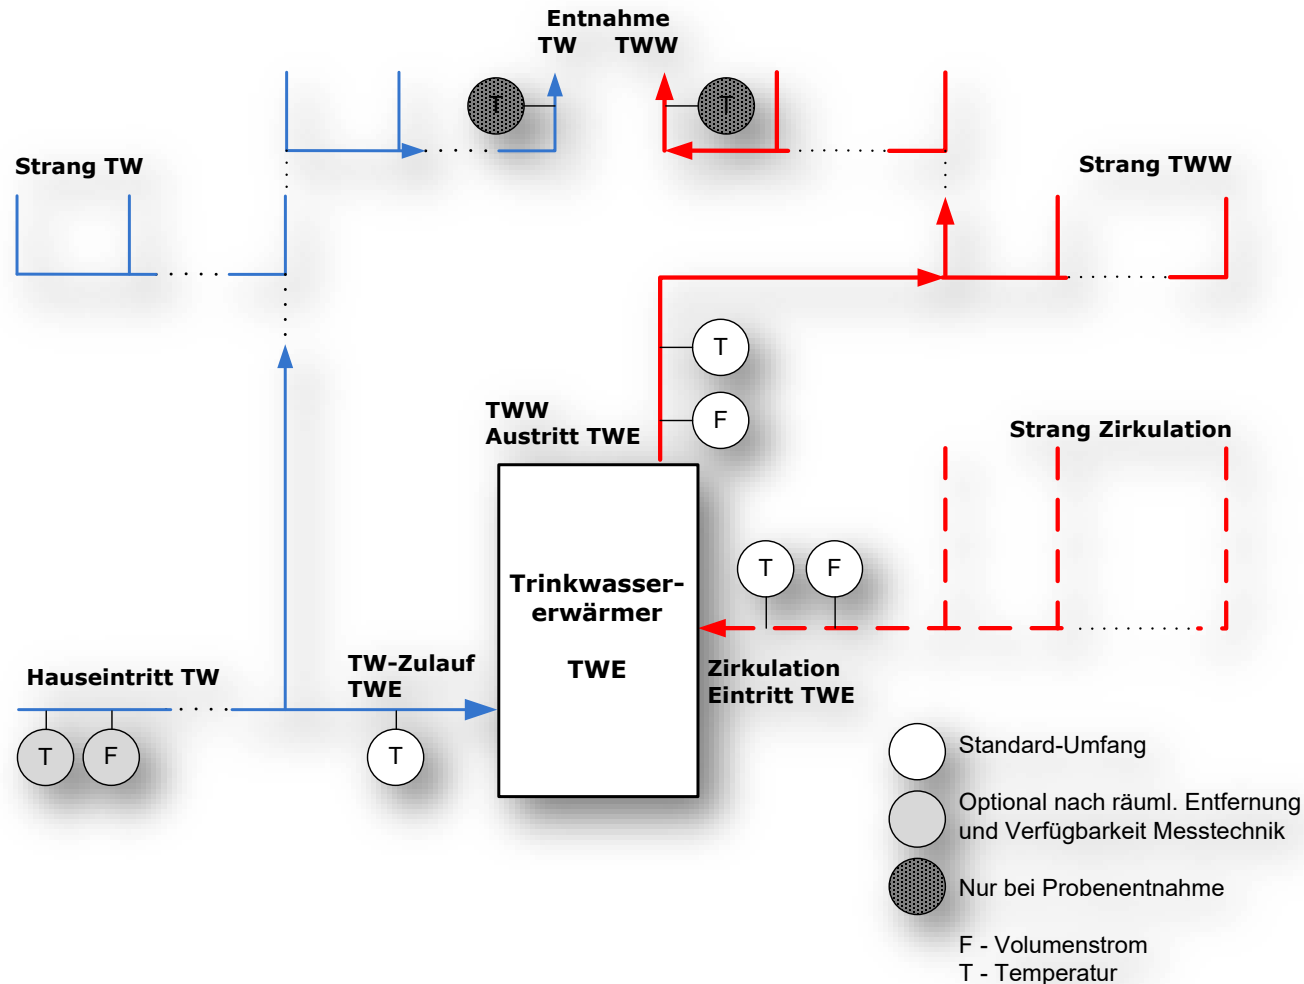 Entnahme
TW TWW
T
T
Strang TW
Strang TWW
T
F
TWW
Austritt TWE
Strang Zirkulation
T
F
Trinkwasser-
erwärmer
TWE
TW-Zulauf
TWE
Zirkulation
Eintritt TWE
Hauseintritt TW
T
F
T
Standard-Umfang
Optional nach räuml. Entfernung
und Verfügbarkeit Messtechnik
Nur bei Probenentnahme
F - Volumenstrom
T - Temperatur